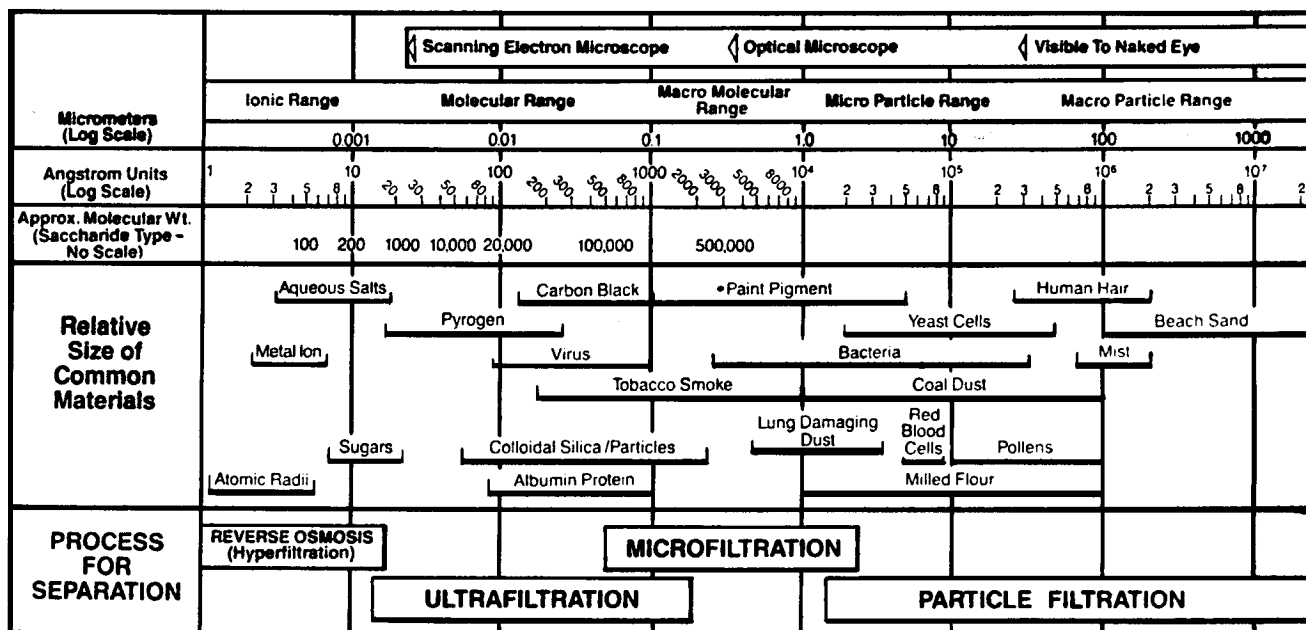 Scanning Electron Microscope
Optical Microscope
Visible To Naked Eye
Micrometers
(Log Scale)
Ionic Range
Molecular Range
Macro Molecular
Range
Micro Particle Range
Macro Particle Range
0.001 0.01 0.1 1.0 10 100 1000
Angstrom Units
(Log Scale)
1 10 100 1000 10⁴ 10⁵ 10⁶ 10⁷
2 3 5 8 20 30 50 80 200 300 500 800 2000 3000 5000 8000 2 3 5 8 2 3 5 8 2 3 5 8 2
Approx. Molecular Wt.
(Saccharide Type –
No Scale)
100 200 1000 10,000 20,000 100,000 500,000
Relative
Size of
Common
Materials
Aqueous Salts
Carbon Black
•Paint Pigment
Human Hair
Pyrogen
Yeast Cells
Beach Sand
Metal Ion
Virus
Bacteria
Mist
Tobacco Smoke
Coal Dust
Lung Damaging
Dust
Red
Blood
Cells
Sugars
Colloidal Silica/Particles
Pollens
Atomic Radii
Albumin Protein
Milled Flour
PROCESS
FOR
SEPARATION
REVERSE OSMOSIS
(Hyperfiltration)
MICROFILTRATION
ULTRAFILTRATION
PARTICLE FILTRATION